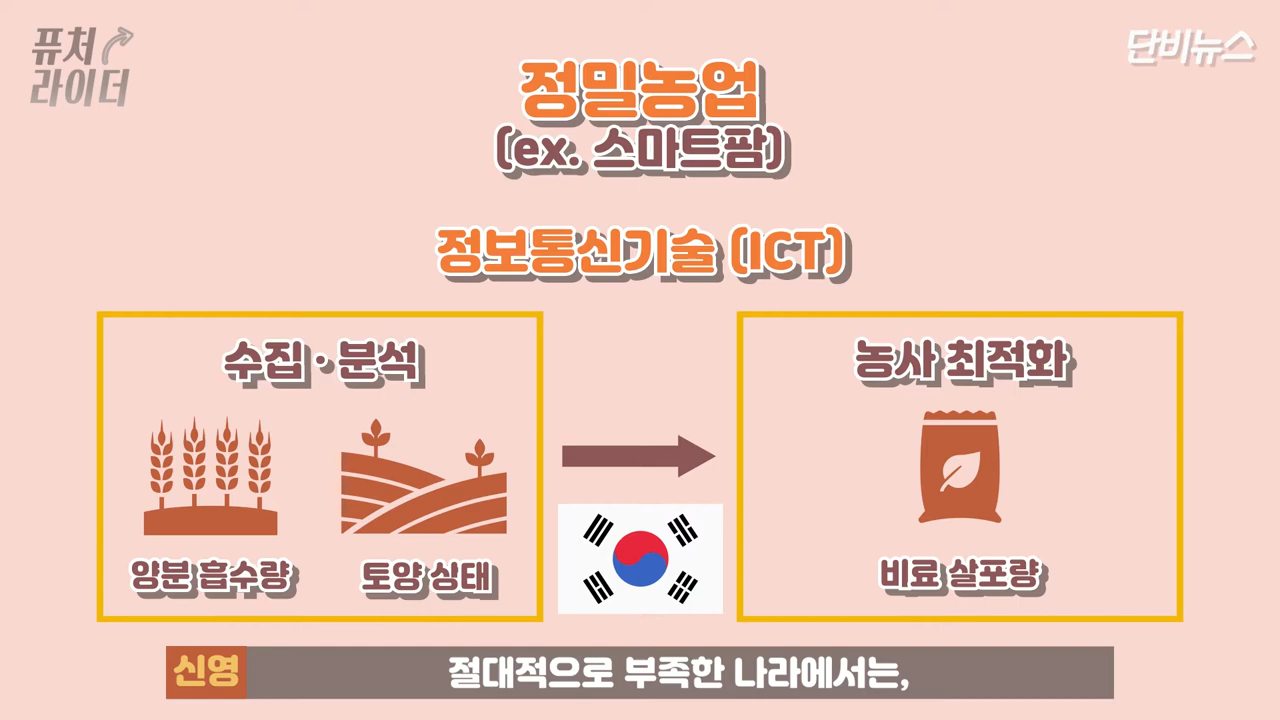 퓨처
라이더
단비뉴스
정밀농업
(ex. 스마트팜)
정보통신기술 (ICT)
수집·분석
양분 흡수량
토양 상태
농사 최적화
비료 살포량
신영
절대적으로 부족한 나라에서는,